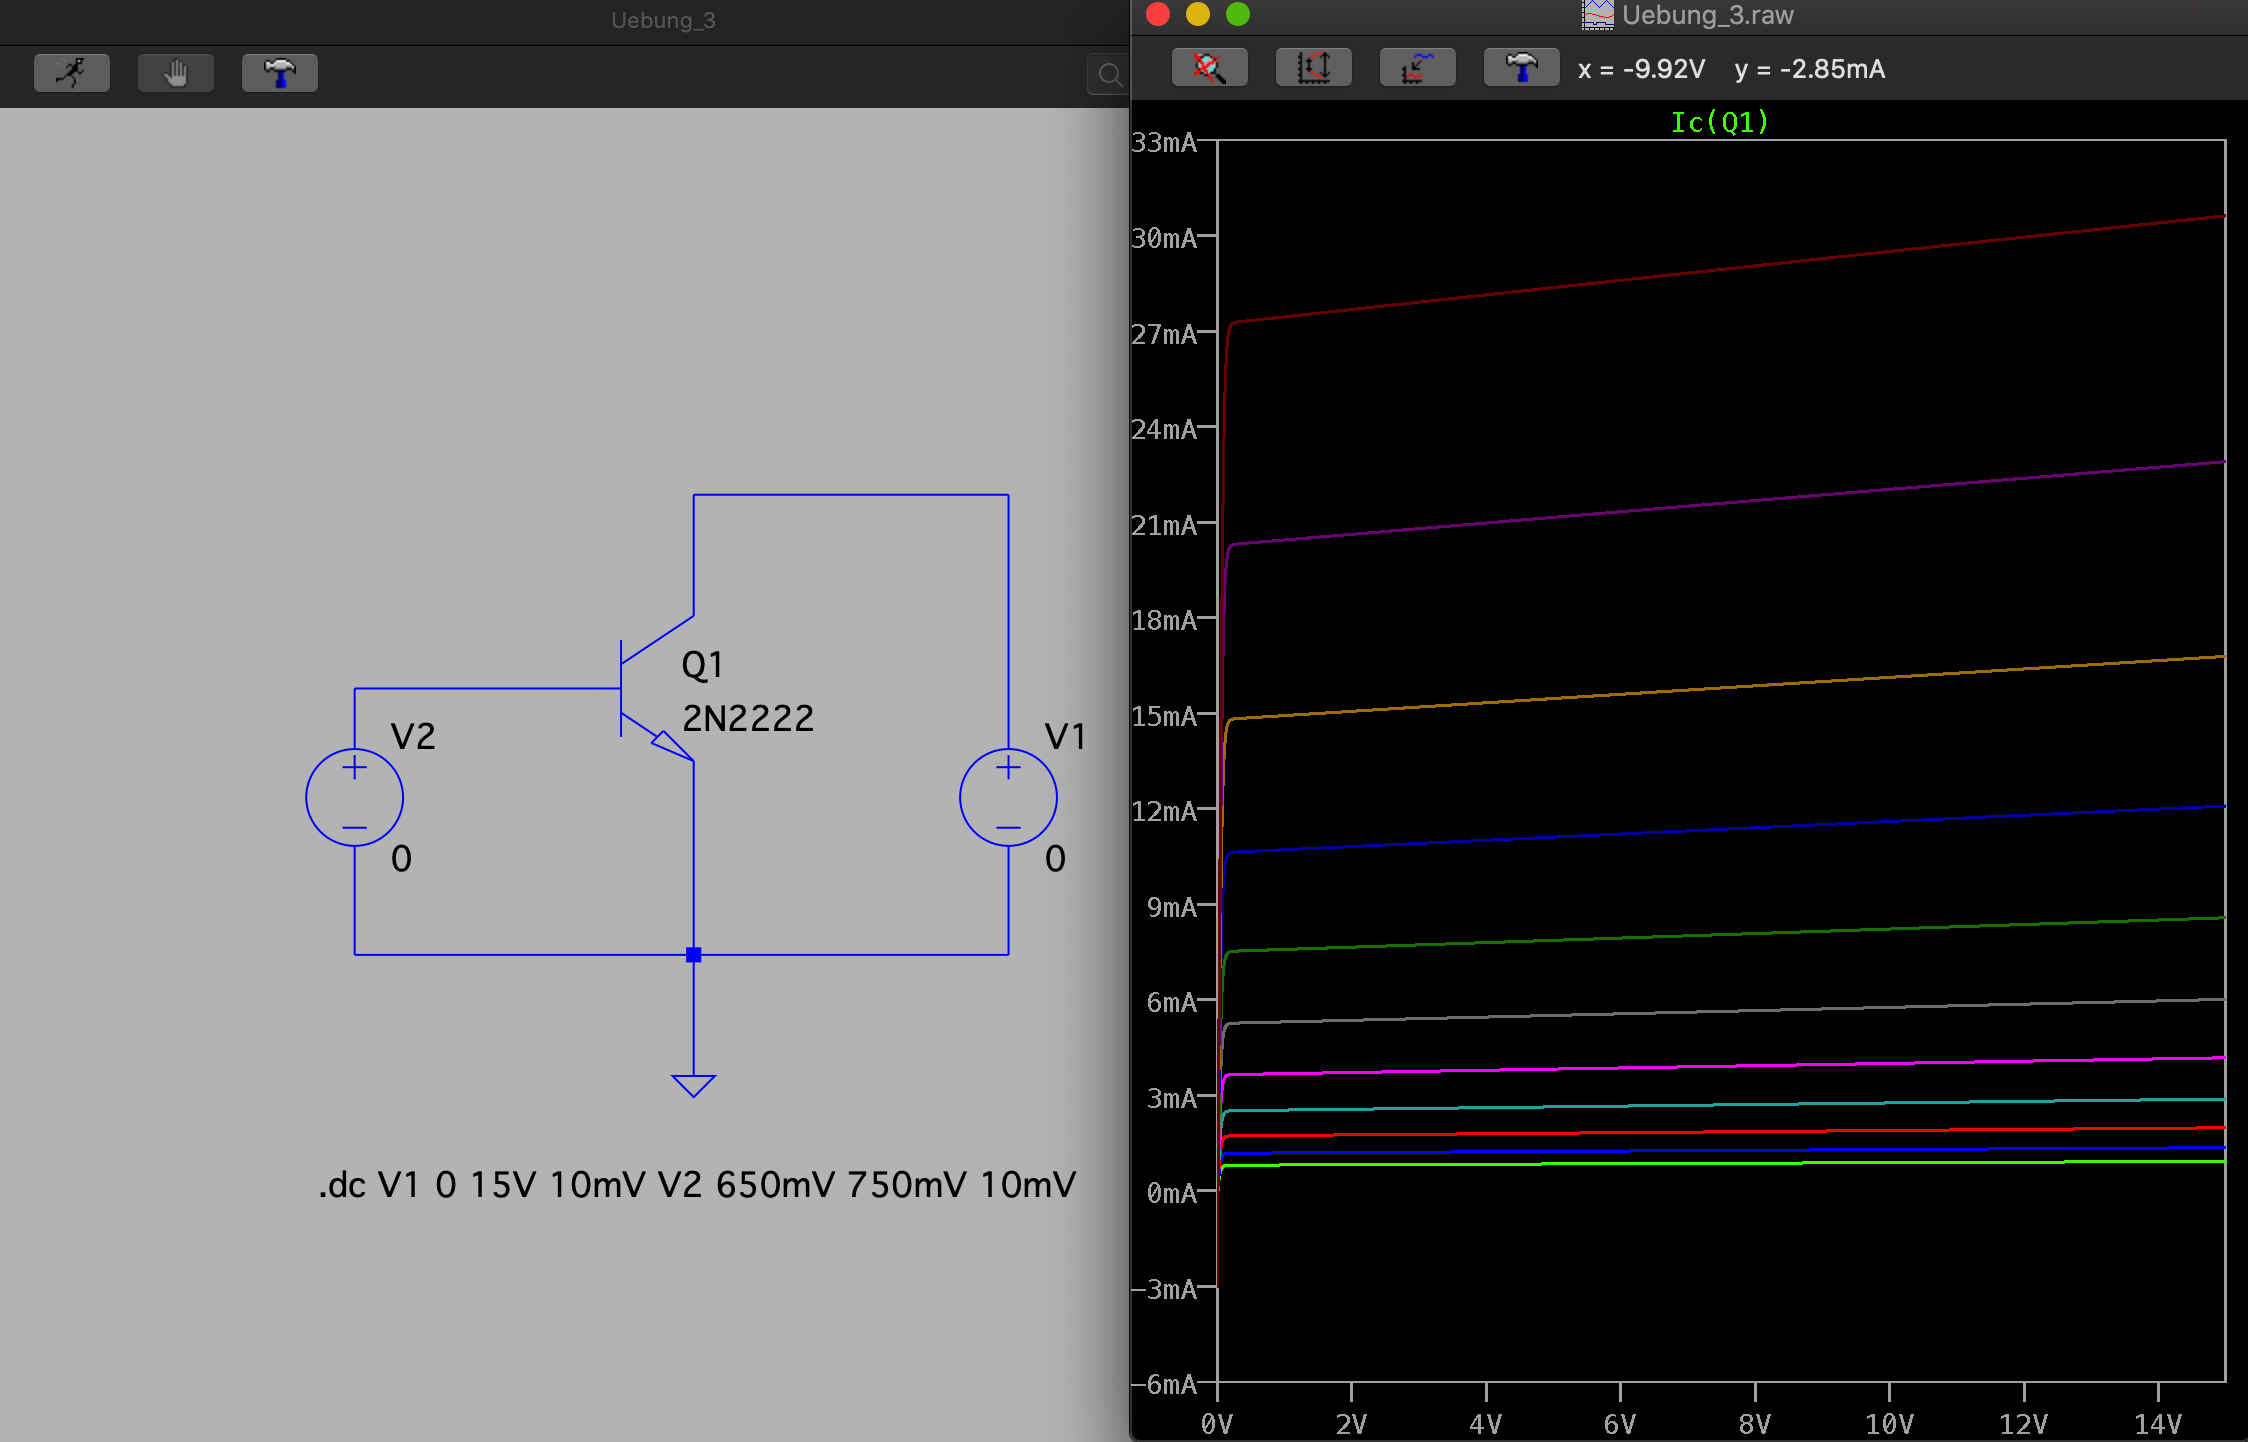 Uebung_3
Uebung_3.raw
x = -9.92V y = -2.85mA
Ic(Q1)
33mA
30mA
27mA
24mA
21mA
18mA
15mA
12mA
9mA
6mA
3mA
0mA
-3mA
-6mA
0V 2V 4V 6V 8V 10V 12V 14V
Q1
2N2222
V2
0
V1
0
.dc V1 0 15V 10mV V2 650mV 750mV 10mV